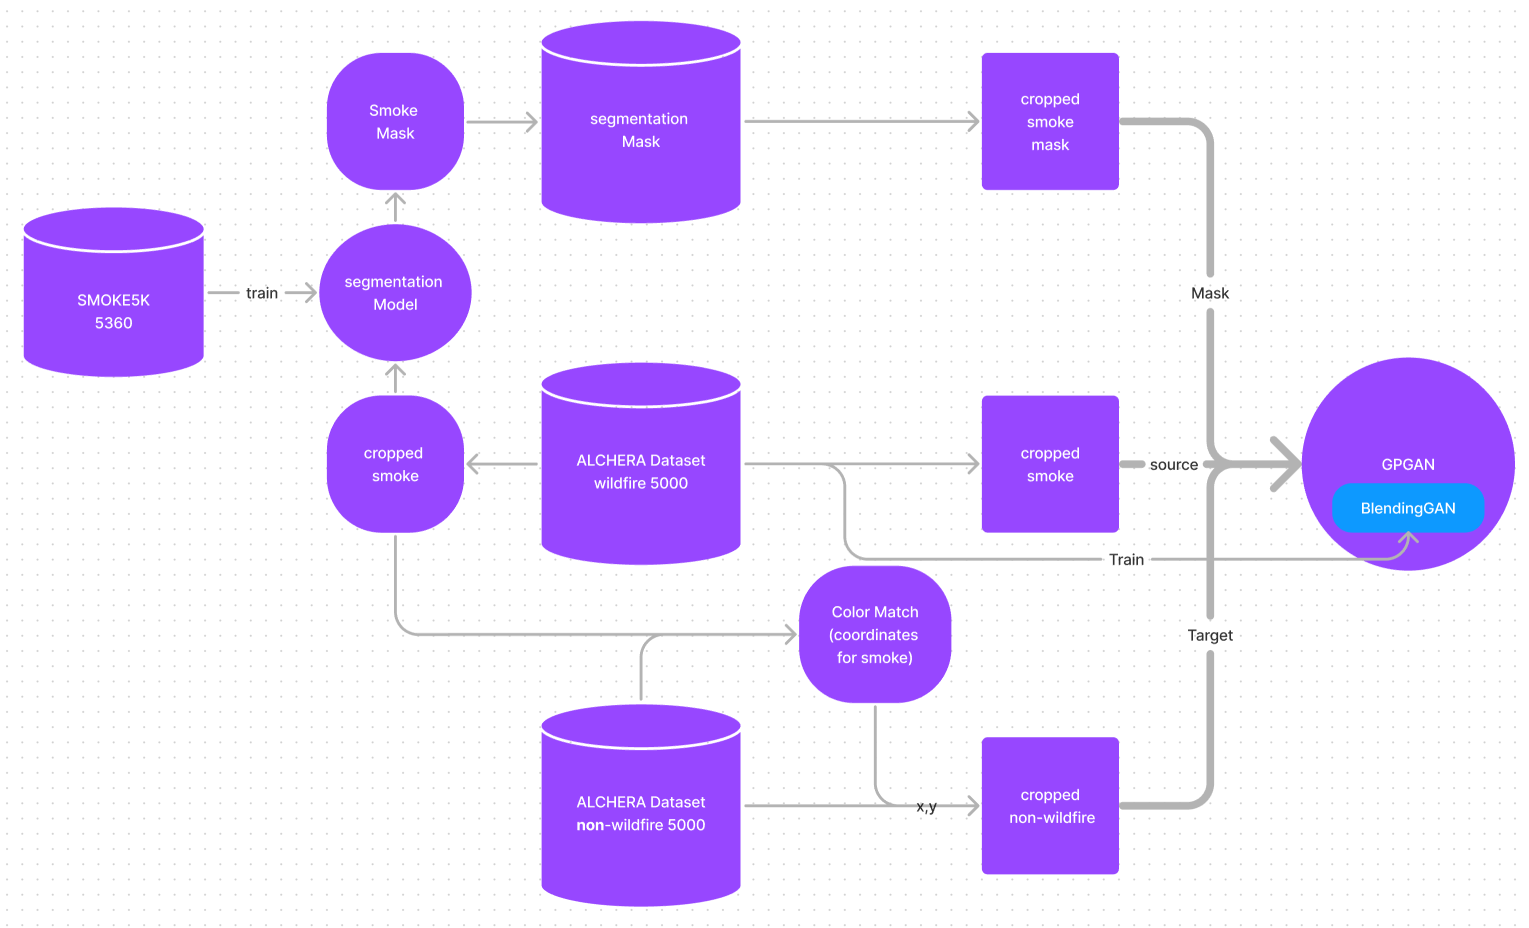 Smoke
Mask
segmentation
Mask
cropped
smoke
mask
SMOKE5K
5360
train
segmentation
Model
Mask
cropped
smoke
ALCHERA Dataset
wildfire 5000
cropped
smoke
source
GPGAN
BlendingGAN
Train
Color Match
(coordinates
for smoke)
Target
ALCHERA Dataset
non-wildfire 5000
x,y
cropped
non-wildfire